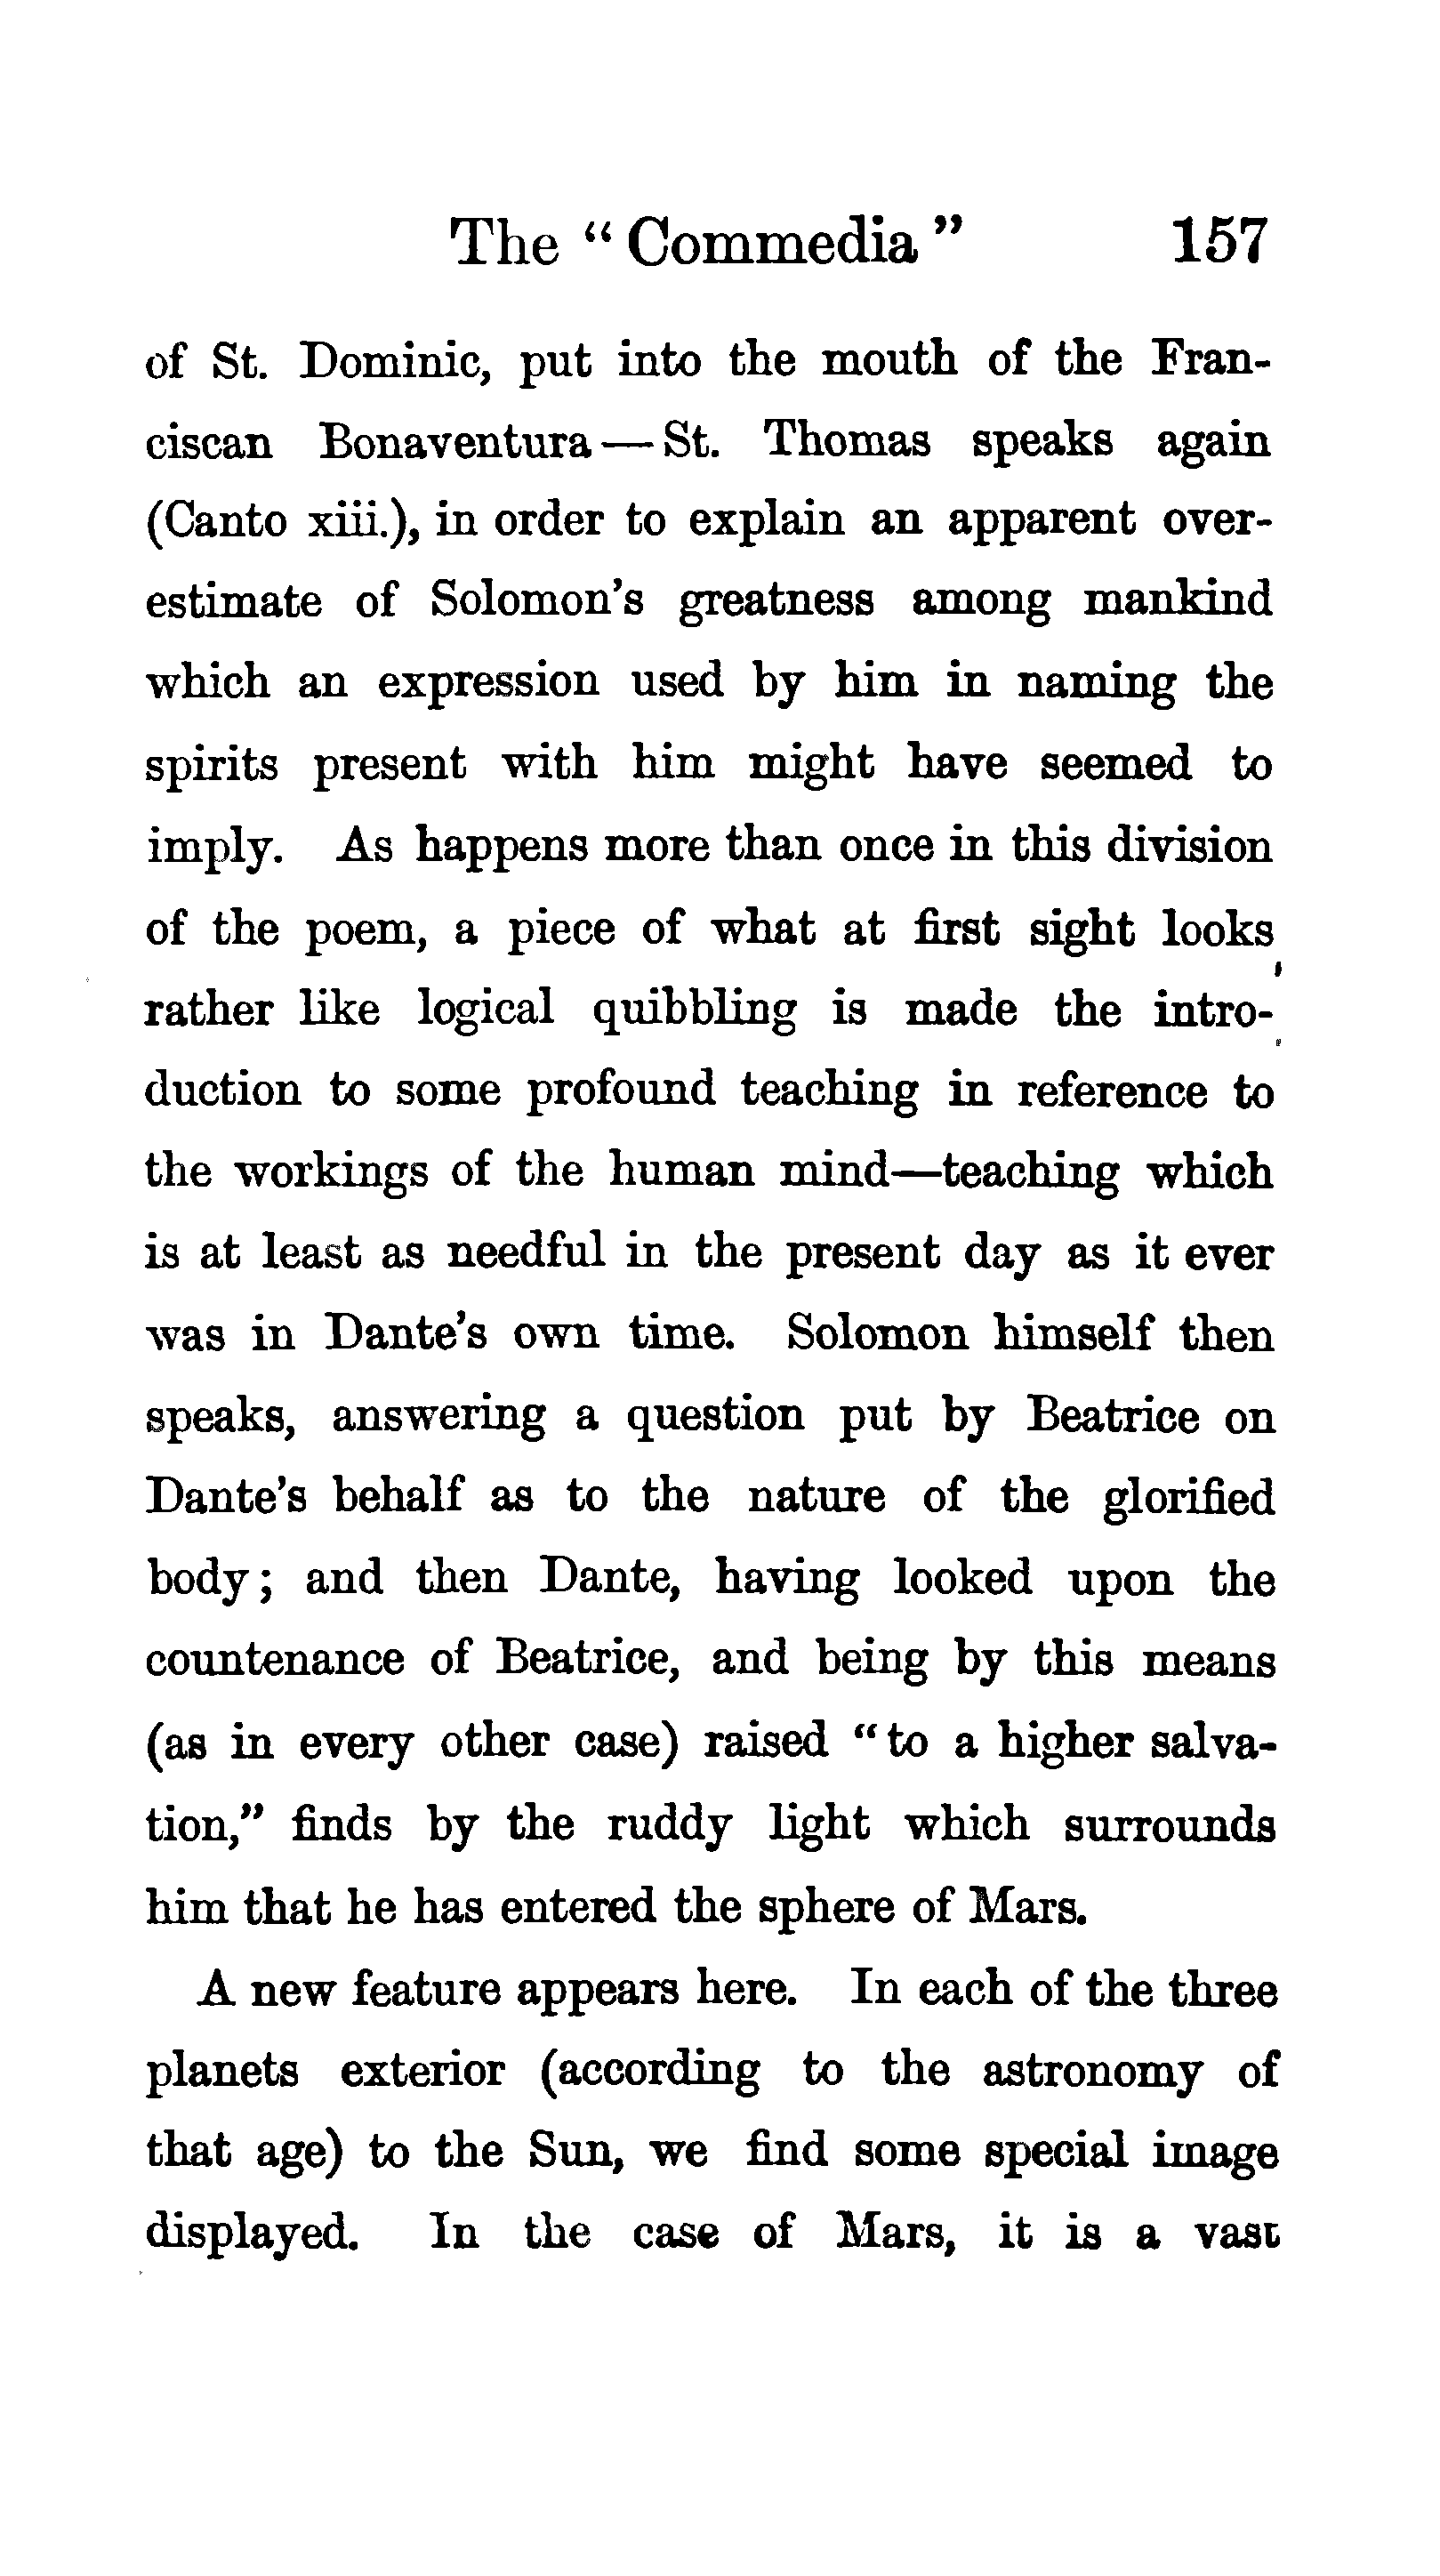 The “ Commedia ” 157
of St. Dominic, put into the mouth of the Fran-
ciscan Bonaventura — St. Thomas speaks again
(Canto xiii.), in order to explain an apparent over-
estimate of Solomon’s greatness among mankind
which an expression used by him in naming the
spirits present with him might have seemed to
imply. As happens more than once in this division
of the poem, a piece of what at first sight looks
rather like logical quibbling is made the intro-
duction to some profound teaching in reference to
the workings of the human mind—teaching which
is at least as needful in the present day as it ever
was in Dante’s own time. Solomon himself then
speaks, answering a question put by Beatrice on
Dante’s behalf as to the nature of the glorified
body; and then Dante, having looked upon the
countenance of Beatrice, and being by this means
(as in every other case) raised “to a higher salva-
tion,” finds by the ruddy light which surrounds
him that he has entered the sphere of Mars.
A new feature appears here. In each of the three
planets exterior (according to the astronomy of
that age) to the Sun, we find some special image
displayed. In the case of Mars, it is a vast